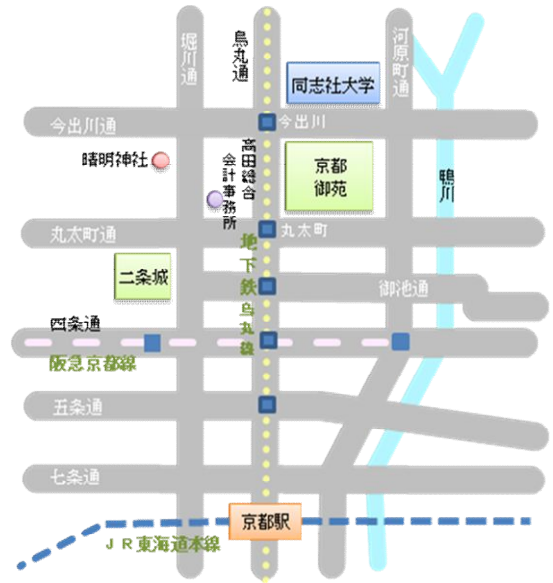 堀川通
烏丸通
河原町通
同志社大学
今出川通
今出川
晴明神社
高田総合
会計事務所
京都
御苑
鴨川
丸太町通
丸太町
地下鉄烏丸線
二条城
御池通
四条通
阪急京都線
五条通
七条通
京都駅
JR東海道本線